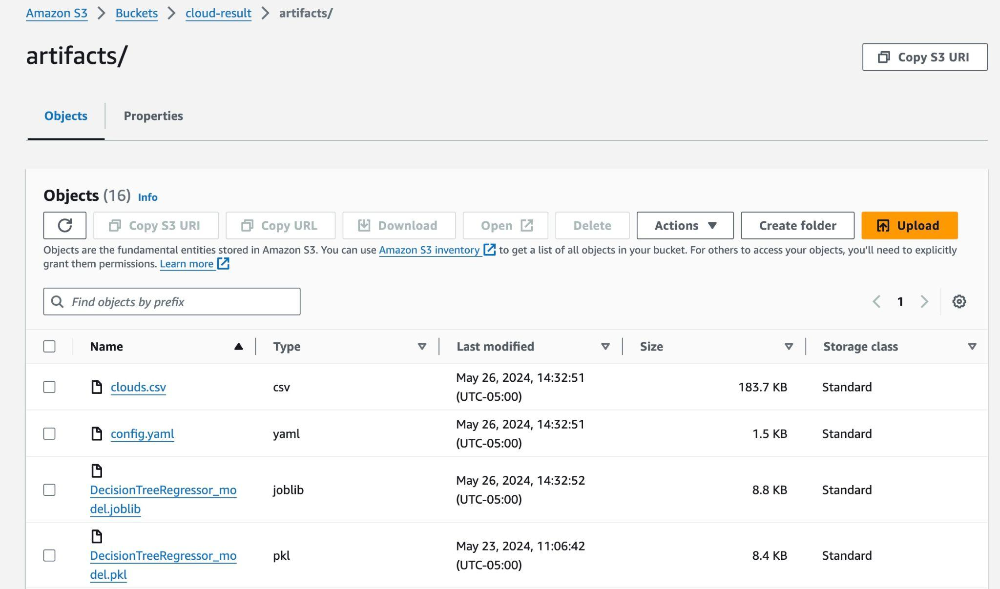 Amazon S3 > Buckets > cloud-result > artifacts/
artifacts/
Copy S3 URI
Objects
Properties
Objects (16) Info
Copy S3 URI
Copy URL
Download
Open
Delete
Actions
Create folder
Upload
Objects are the fundamental entities stored in Amazon S3. You can use Amazon S3 inventory to get a list of all objects in your bucket. For others to access your objects, you’ll need to explicitly
grant them permissions. Learn more
Find objects by prefix
1
Name
Type
Last modified
Size
Storage class
clouds.csv
csv
May 26, 2024, 14:32:51
(UTC-05:00)
183.7 KB
Standard
config.yaml
yaml
May 26, 2024, 14:32:51
(UTC-05:00)
1.5 KB
Standard
DecisionTreeRegressor_mo
del.joblib
joblib
May 26, 2024, 14:32:52
(UTC-05:00)
8.8 KB
Standard
DecisionTreeRegressor_mo
del.pkl
pkl
May 23, 2024, 11:06:42
(UTC-05:00)
8.4 KB
Standard